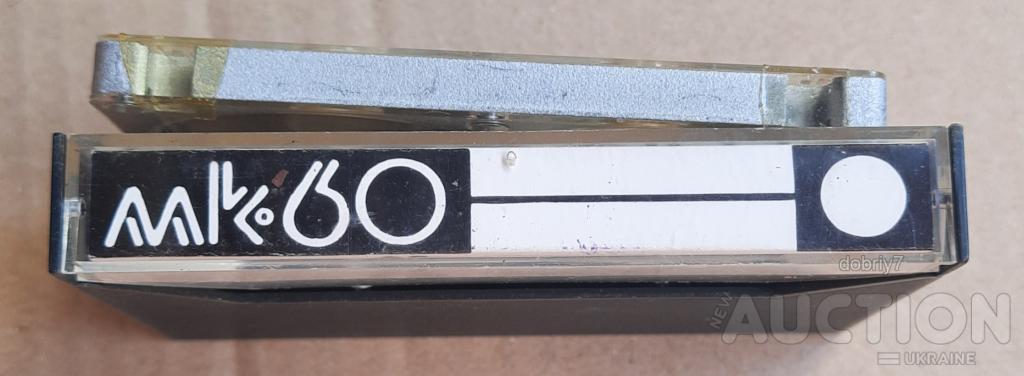 МК60
dobriy7
NEW AUCTION
UKRAINE